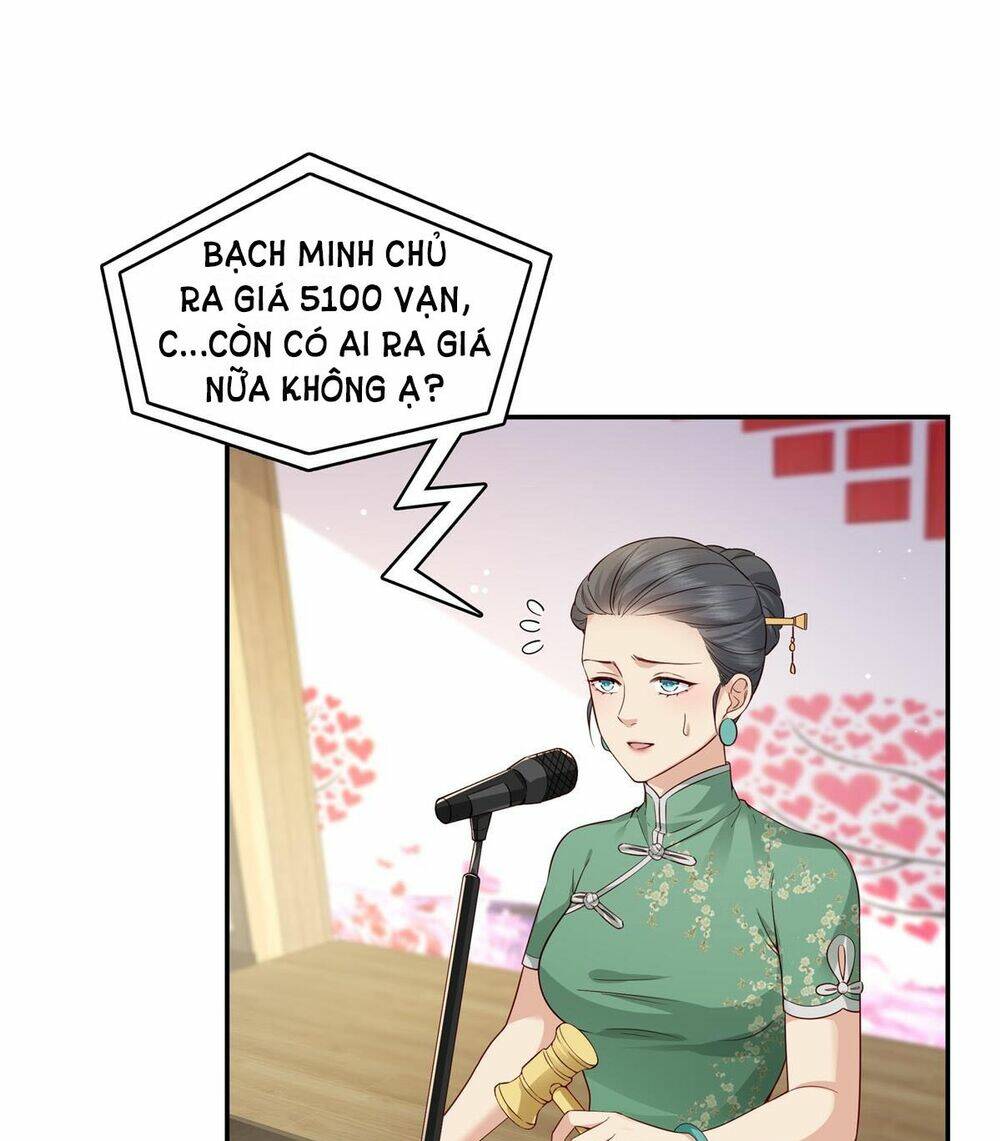 BẠCH MINH CHỦ
RA GIÁ 5100 VẠN,
C...CÒN CÓ AI RA GIÁ
NỮA KHÔNG Ạ?